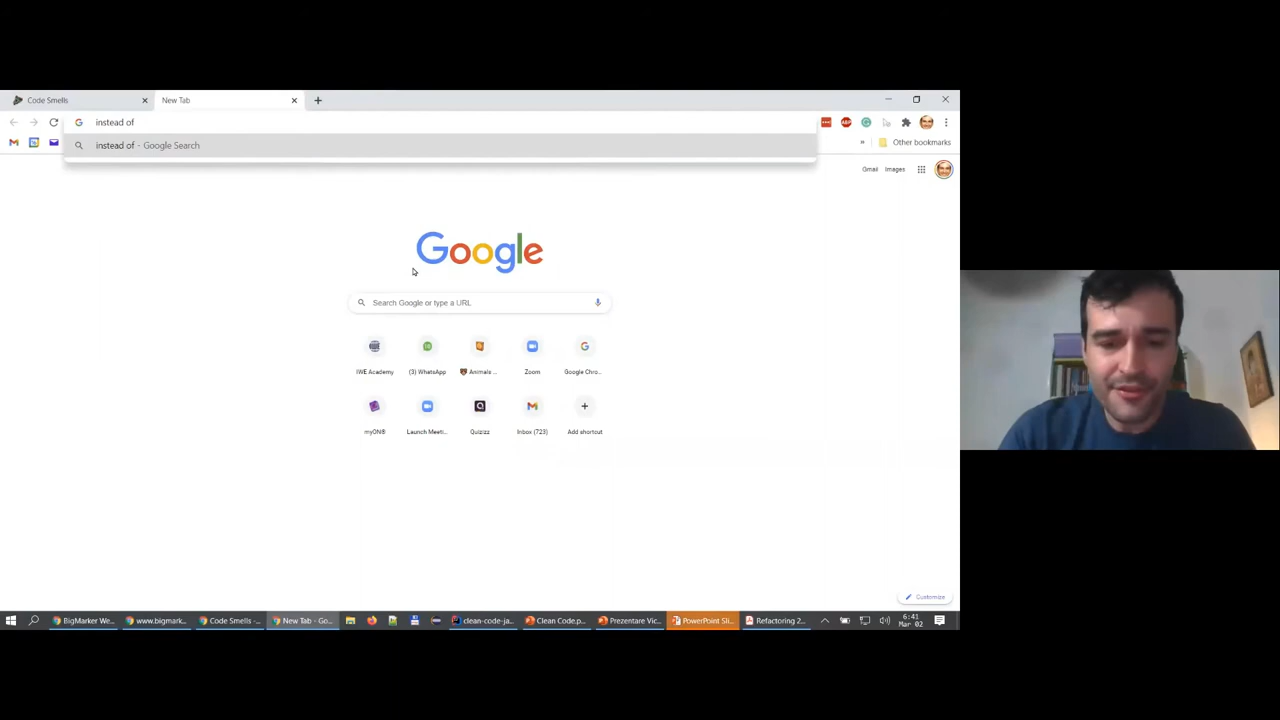 Code Smells
New Tab
instead of
instead of - Google Search
Other bookmarks
Gmail Images
Google
Search Google or type a URL
IWE Academy
(3) WhatsApp
Animals ...
Zoom
Google Chro...
myON®
Launch Meeti...
Quizizz
Inbox (723)
Add shortcut
Customize
BigMarker We...
www.bigmark...
Code Smells -...
New Tab - Go...
clean-code-ja...
Clean Code.p...
Prezentare Vic...
PowerPoint Sli...
Refactoring 2...
6:41
Mar 02